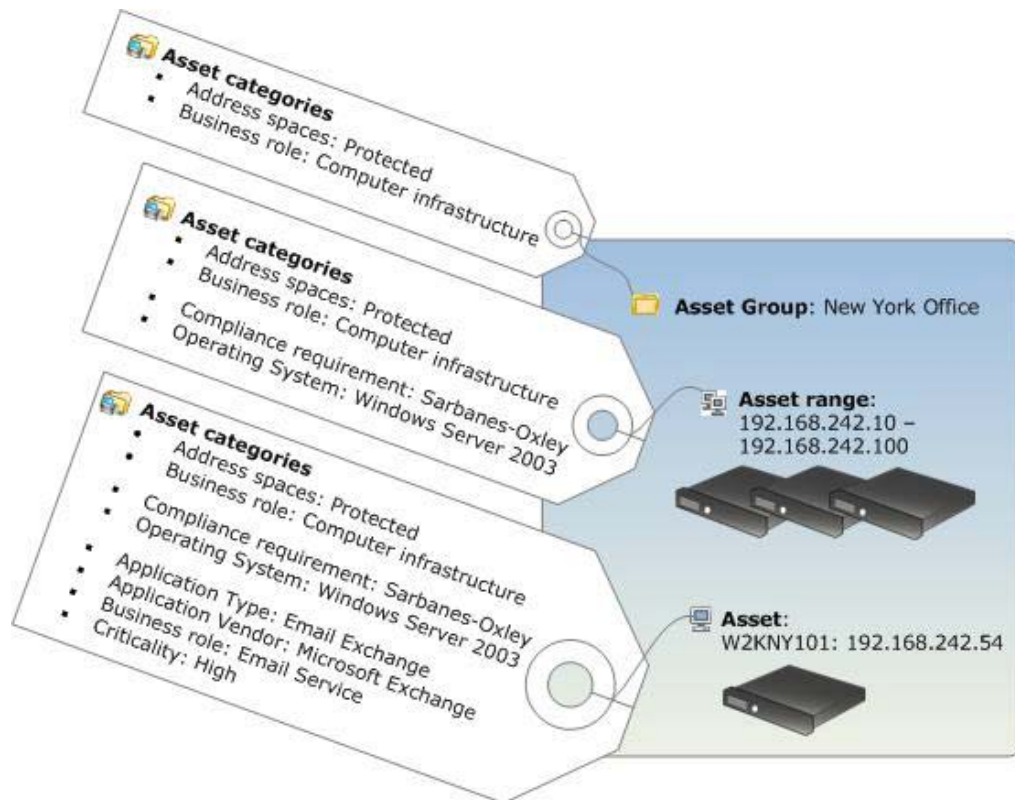 Asset categories
▪ Address spaces: Protected
▪ Business role: Computer infrastructure
Asset categories
▪ Address spaces: Protected
▪ Business role: Computer infrastructure
▪ Compliance requirement: Sarbanes-Oxley
▪ Operating System: Windows Server 2003
Asset categories
▪ Address spaces: Protected
▪ Business role: Computer infrastructure
▪ Compliance requirement: Sarbanes-Oxley
▪ Operating System: Windows Server 2003
▪ Application Type: Email Exchange
▪ Application Vendor: Microsoft Exchange
▪ Business role: Email Service
▪ Criticality: High
Asset Group: New York Office
Asset range:
192.168.242.10 –
192.168.242.100
Asset:
W2KNY101: 192.168.242.54